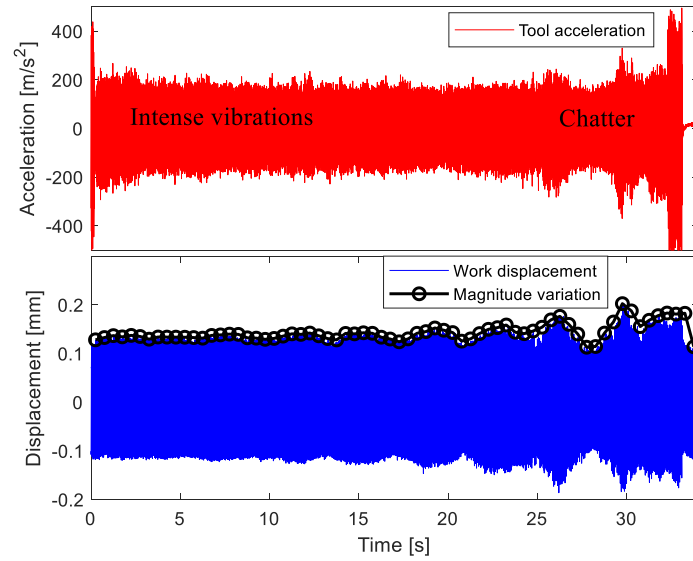 400
200
0
-200
-400
Acceleration [m/s²]
Tool acceleration
Intense vibrations
Chatter
0.2
0.1
0
-0.1
-0.2
Displacement [mm]
Work displacement
Magnitude variation
0 5 10 15 20 25 30
Time [s]